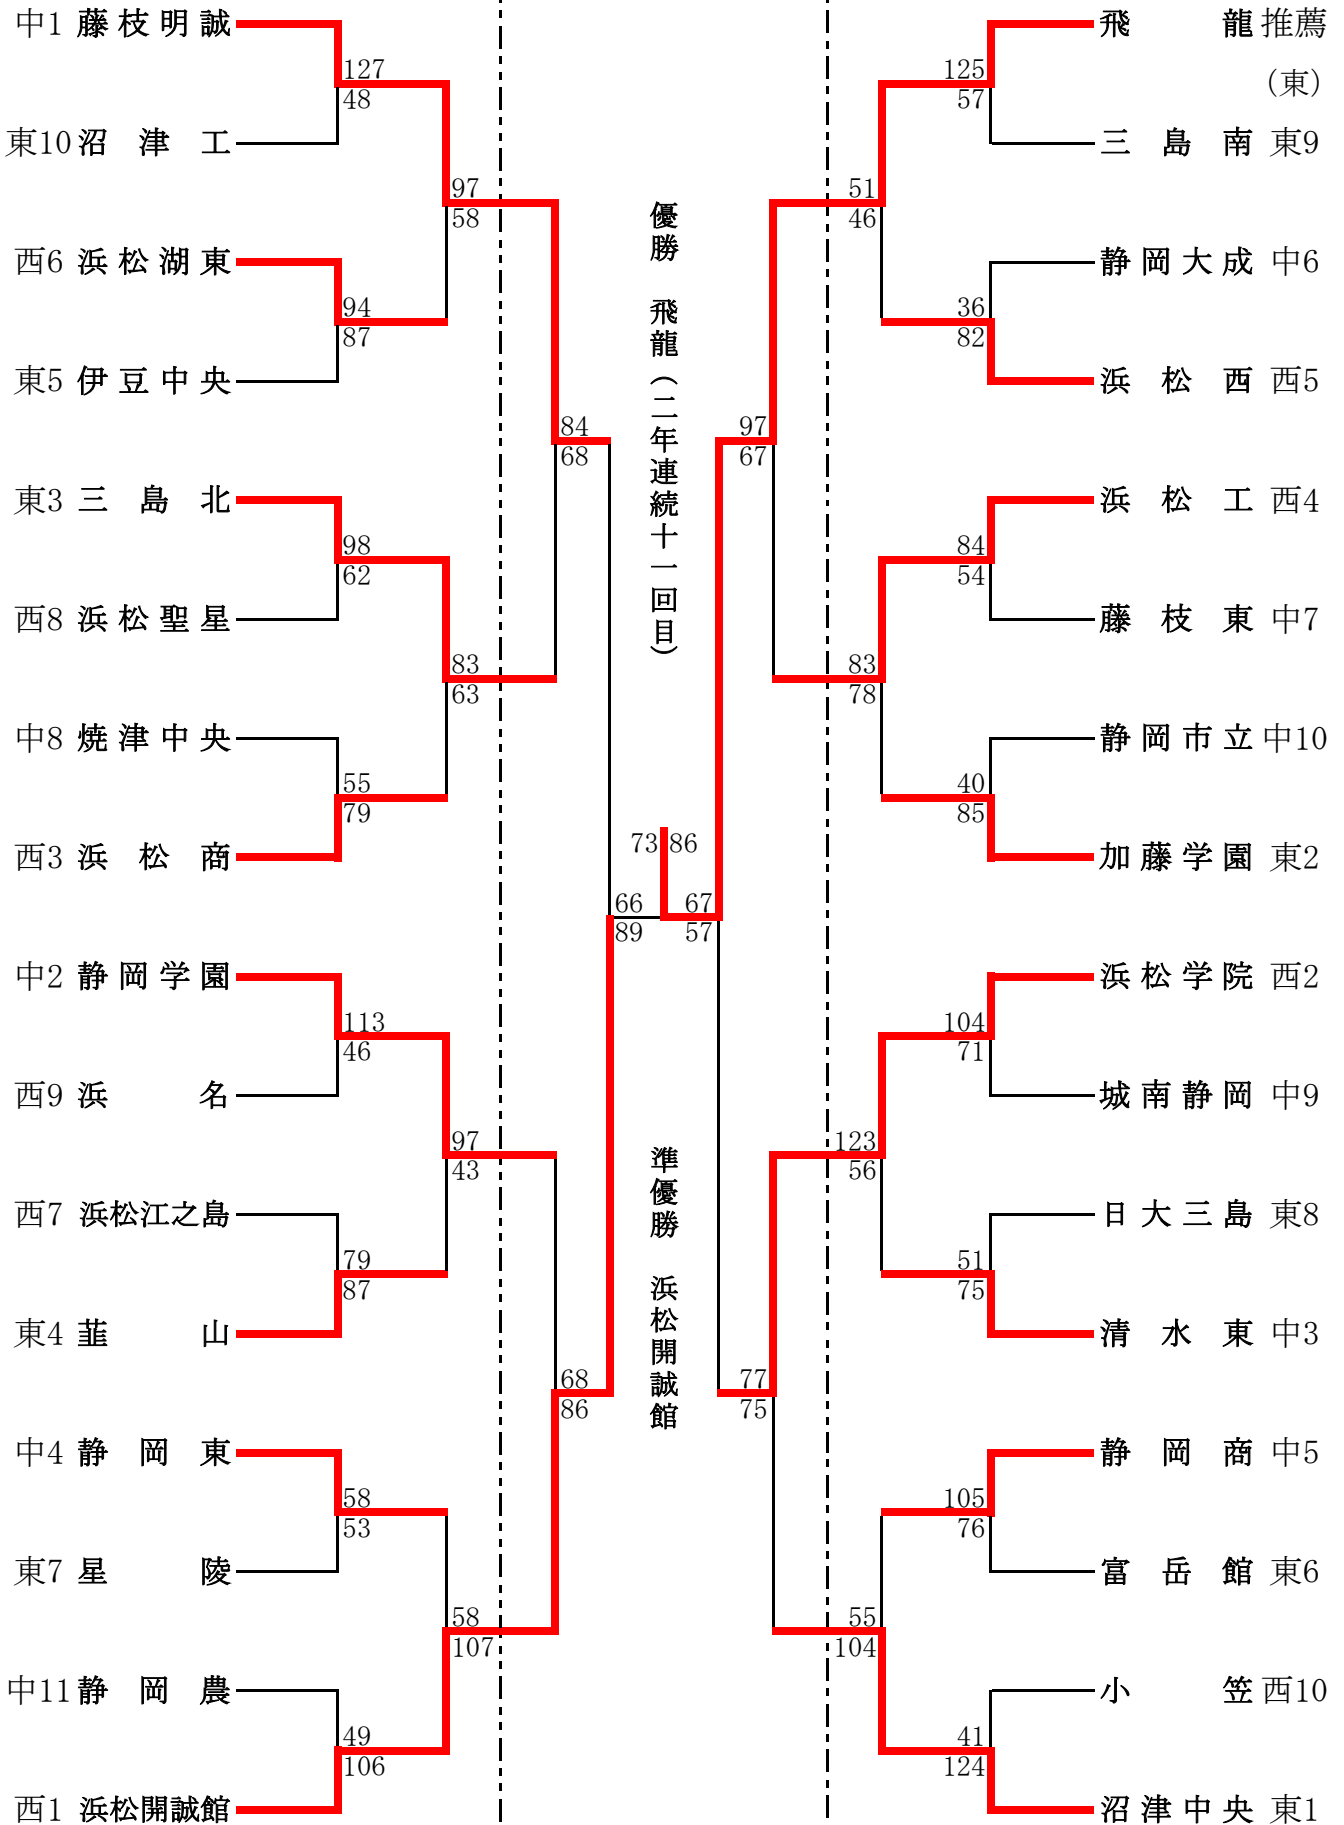 中1 藤枝明誠
127
48
東10 沼津工
97
58
西6 浜松湖東
94
87
東5 伊豆中央
84
68
東3 三島北
98
62
西8 浜松聖星
83
63
中8 焼津中央
55
79
西3 浜松商
66
89
中2 静岡学園
113
46
西9 浜名
97
43
西7 浜松江之島
79
87
東4 韮山
68
86
中4 静岡東
58
53
東7 星陵
58
107
中11 静岡農
49
106
西1 浜松開誠館
優勝 飛龍(二年連続十一回目)
73 86
準優勝 浜松開誠館
飛龍 推薦
(東)
125
57
三島南 東9
51
46
静岡大成 中6
36
82
浜松西 西5
97
67
浜松工 西4
84
54
藤枝東 中7
83
78
静岡市立 中10
40
85
加藤学園 東2
67
57
浜松学院 西2
104
71
城南静岡 中9
123
56
日大三島 東8
51
75
清水東 中3
77
75
静岡商 中5
105
76
富岳館 東6
55
104
小笠 西10
41
124
沼津中央 東1